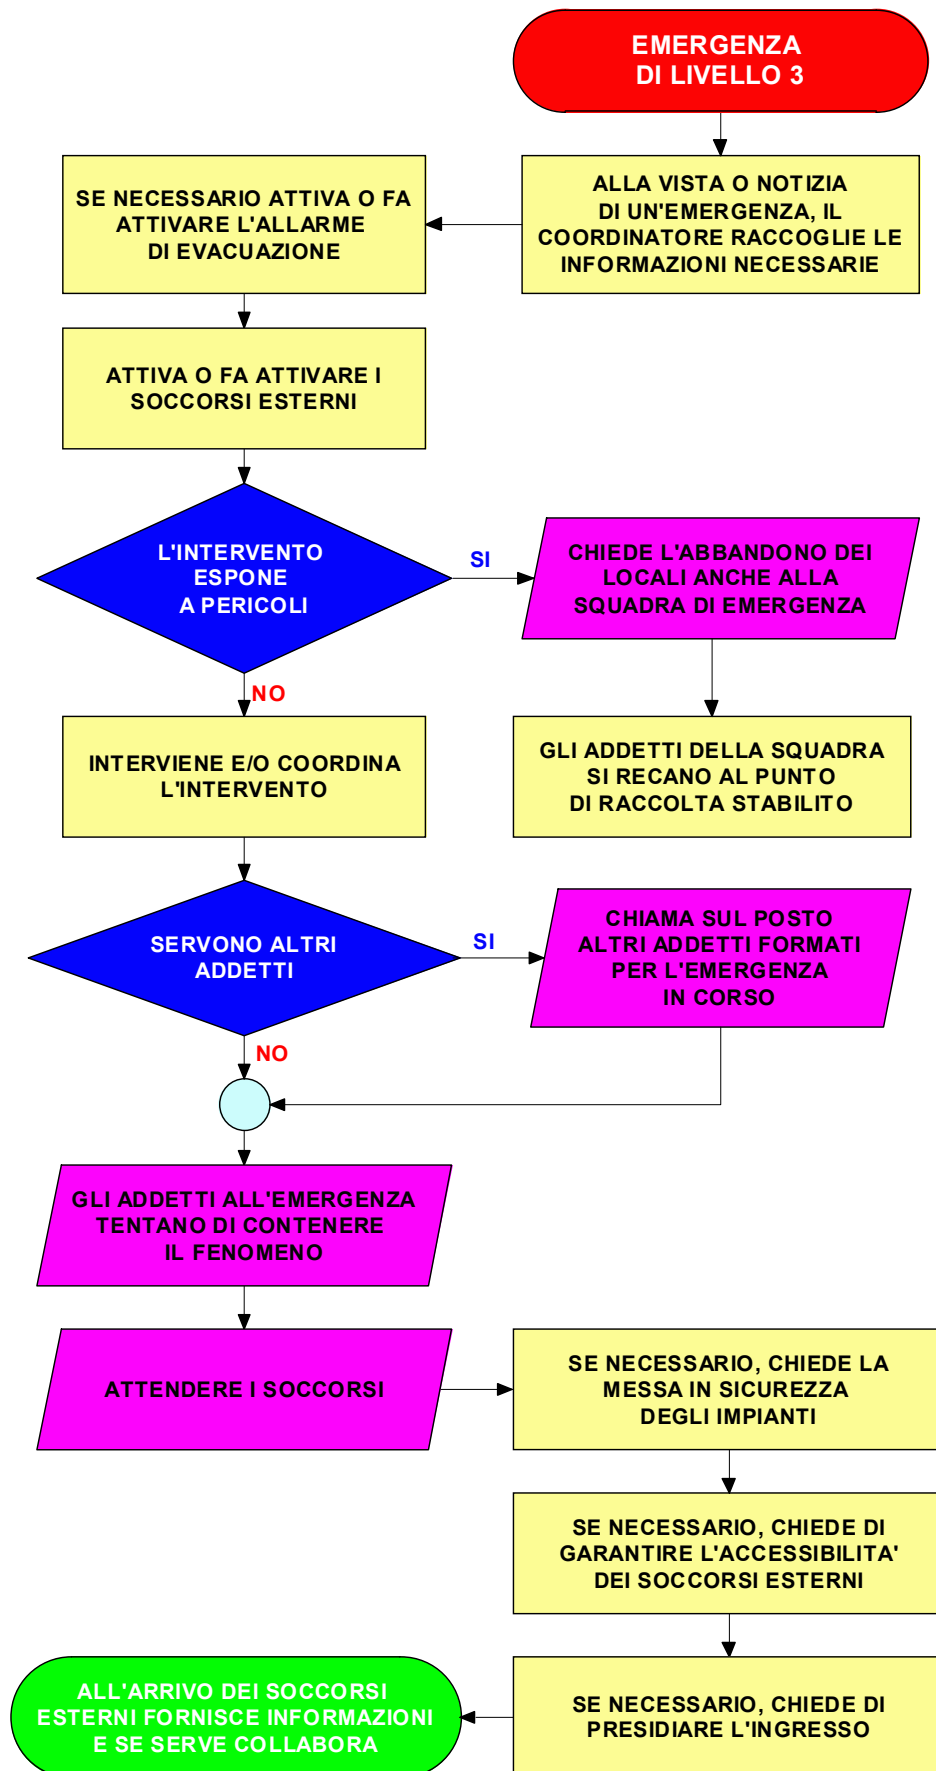 EMERGENZA
DI LIVELLO 3
ALLA VISTA O NOTIZIA
DI UN'EMERGENZA, IL
COORDINATORE RACCOGLIE LE
INFORMAZIONI NECESSARIE
SE NECESSARIO ATTIVA O FA
ATTIVARE L'ALLARME
DI EVACUAZIONE
ATTIVA O FA ATTIVARE I
SOCCORSI ESTERNI
L'INTERVENTO
ESPONE
A PERICOLI
SI
CHIEDE L'ABBANDONO DEI
LOCALI ANCHE ALLA
SQUADRA DI EMERGENZA
GLI ADDETTI DELLA SQUADRA
SI RECANO AL PUNTO
DI RACCOLTA STABILITO
NO
INTERVIENE E/O COORDINA
L'INTERVENTO
SERVONO ALTRI
ADDETTI
SI
CHIAMA SUL POSTO
ALTRI ADDETTI FORMATI
PER L'EMERGENZA
IN CORSO
NO
GLI ADDETTI ALL'EMERGENZA
TENTANO DI CONTENERE
IL FENOMENO
ATTENDERE I SOCCORSI
SE NECESSARIO, CHIEDE LA
MESSA IN SICUREZZA
DEGLI IMPIANTI
SE NECESSARIO, CHIEDE DI
GARANTIRE L'ACCESSIBILITA'
DEI SOCCORSI ESTERNI
SE NECESSARIO, CHIEDE DI
PRESIDIARE L'INGRESSO
ALL'ARRIVO DEI SOCCORSI
ESTERNI FORNISCE INFORMAZIONI
E SE SERVE COLLABORA